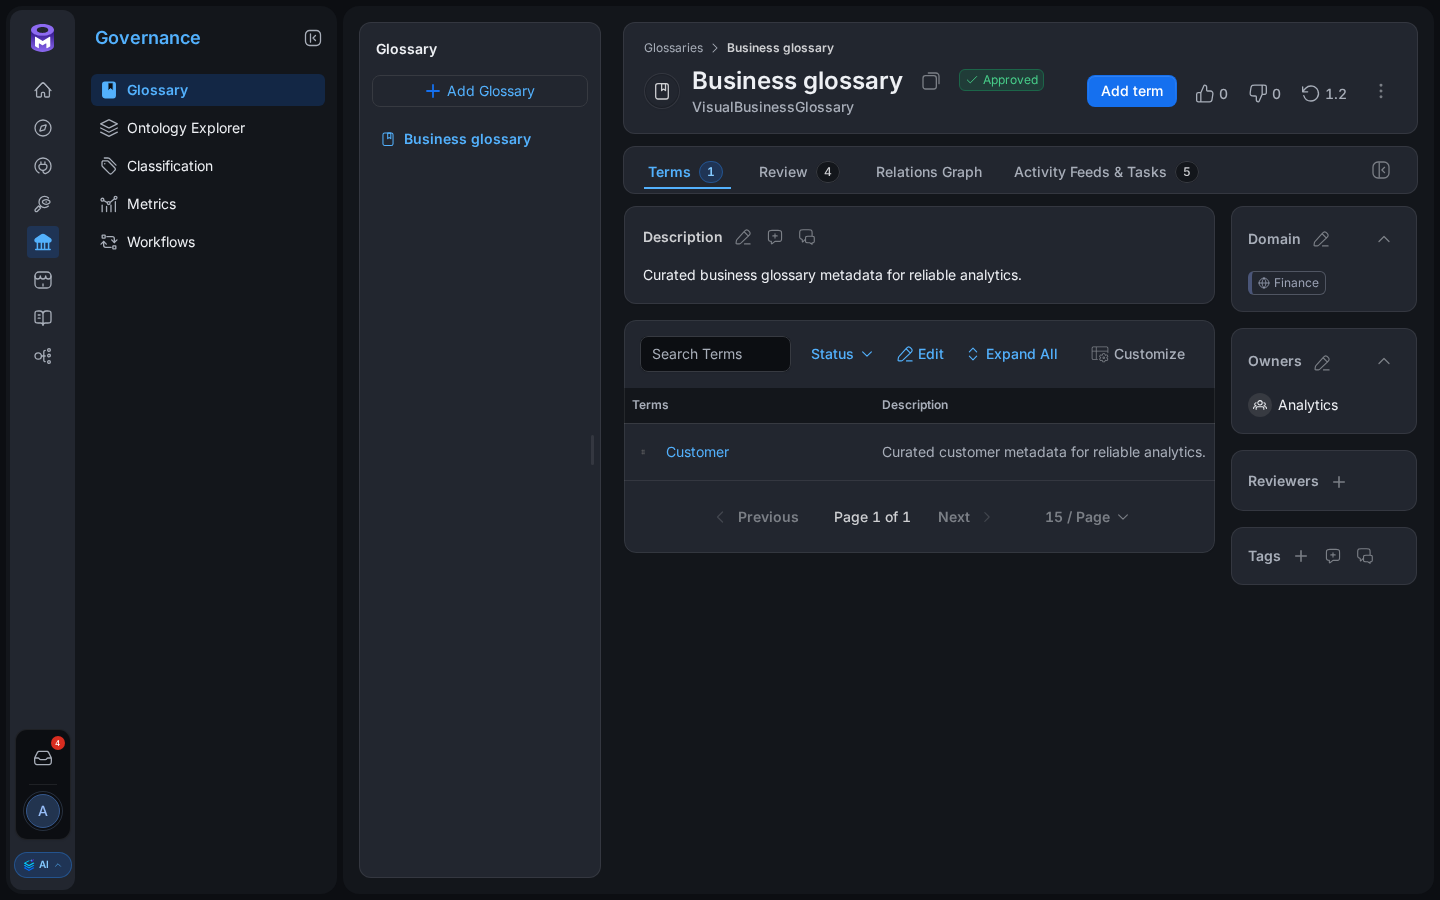 Governance
Glossary
Ontology Explorer
Classification
Metrics
Workflows
4
A
AI
Glossary
Add Glossary
Business glossary
Glossaries > Business glossary
Business glossary
Approved
VisualBusinessGlossary
Add term
0
0
1.2
Terms 1
Review 4
Relations Graph
Activity Feeds & Tasks 5
Description
Curated business glossary metadata for reliable analytics.
Search Terms
Status
Edit
Expand All
Customize
Terms Description
Customer Curated customer metadata for reliable analytics.
Previous Page 1 of 1 Next 15 / Page
Domain
Finance
Owners
Analytics
Reviewers
Tags